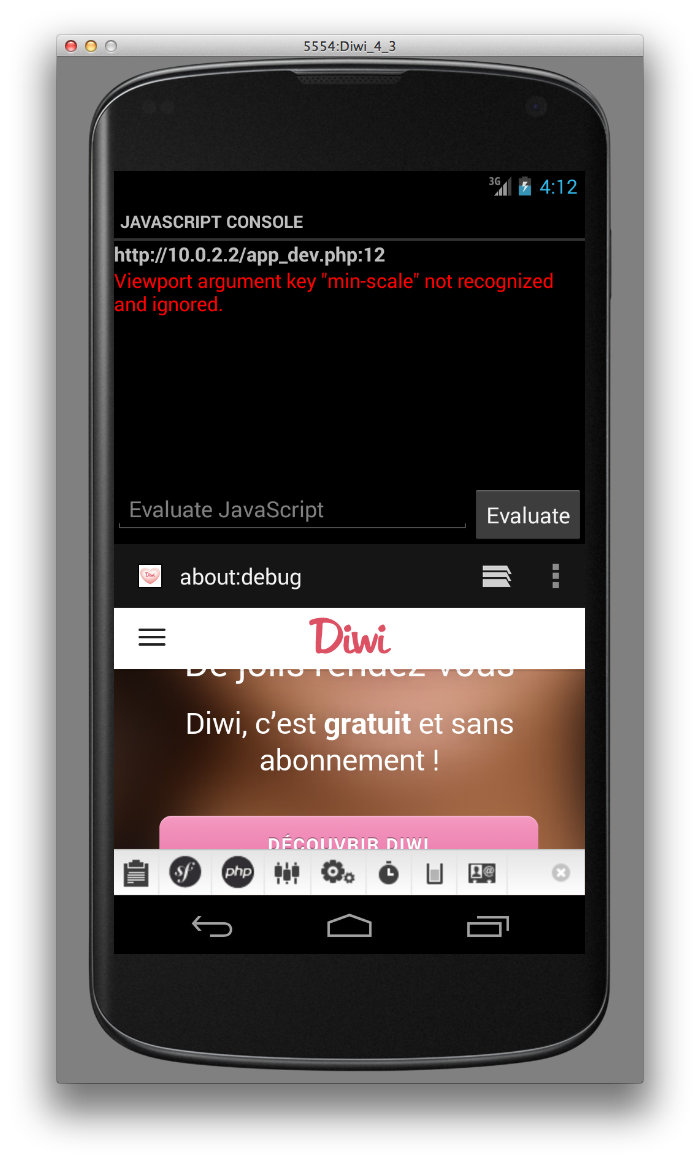 5554:Diwi_4_3
3G 4:12
JAVASCRIPT CONSOLE
http://10.0.2.2/app_dev.php:12
Viewport argument key "min-scale" not recognized
and ignored.
Evaluate JavaScript
Evaluate
Diwi
about:debug
Diwi
De jolis rendez-vous
Diwi, c’est gratuit et sans
abonnement !
DÉCOUVRIR DIWI
sf
php
@